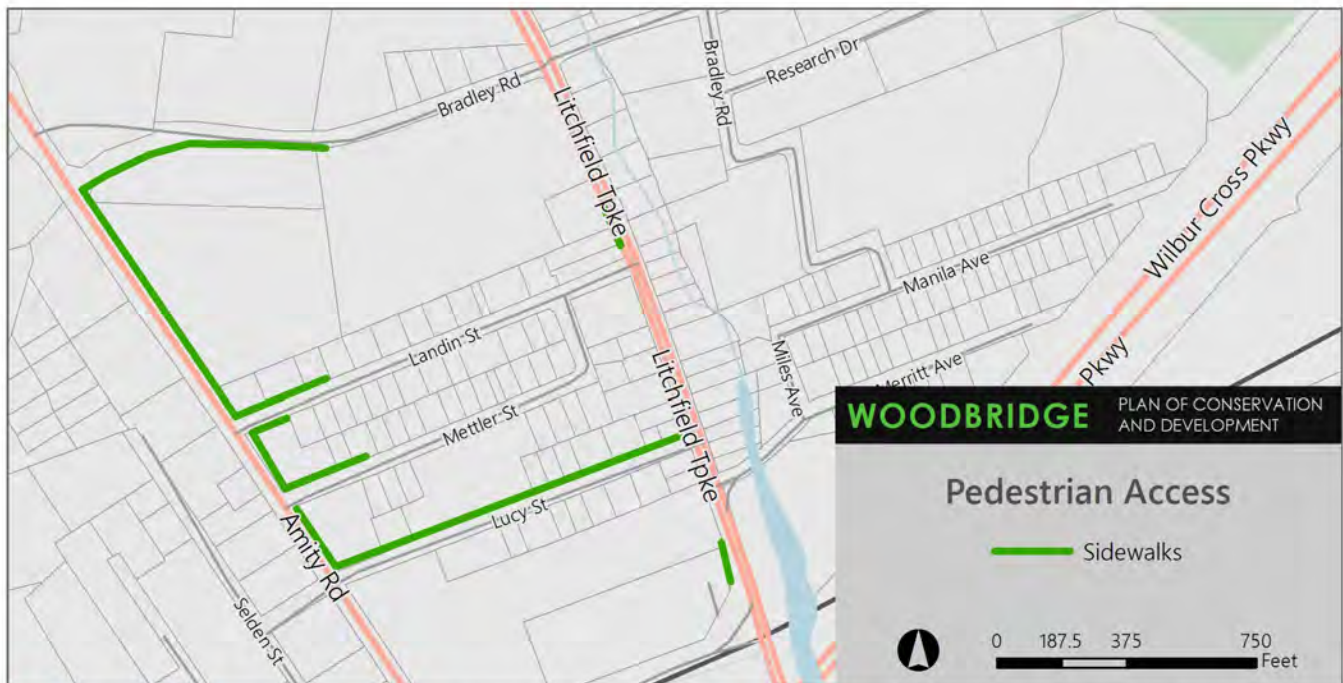 Bradley Rd
Litchfield Tpke
Bradley Rd
Research Dr
Wilbur Cross Pkwy
Manila Ave
Landin St
Litchfield Tpke
Miles Ave
Merritt Ave
Pkwy
Mettler St
Lucy St
Amity Rd
Selden St
WOODBRIDGE
PLAN OF CONSERVATION
AND DEVELOPMENT
Pedestrian Access
Sidewalks
0 187.5 375 750
Feet